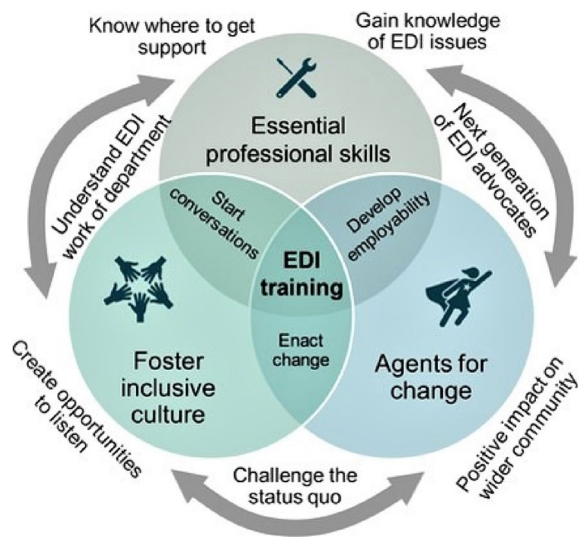 Know where to get
support
Gain knowledge
of EDI issues
Understand EDI
work of department
Next generation
of EDI advocates
Essential
professional skills
Start
conversations
Develop
employability
EDI
training
Enact
change
Foster
inclusive
culture
Agents for
change
Create opportunities
to listen
Positive impact on
wider community
Challenge the
status quo